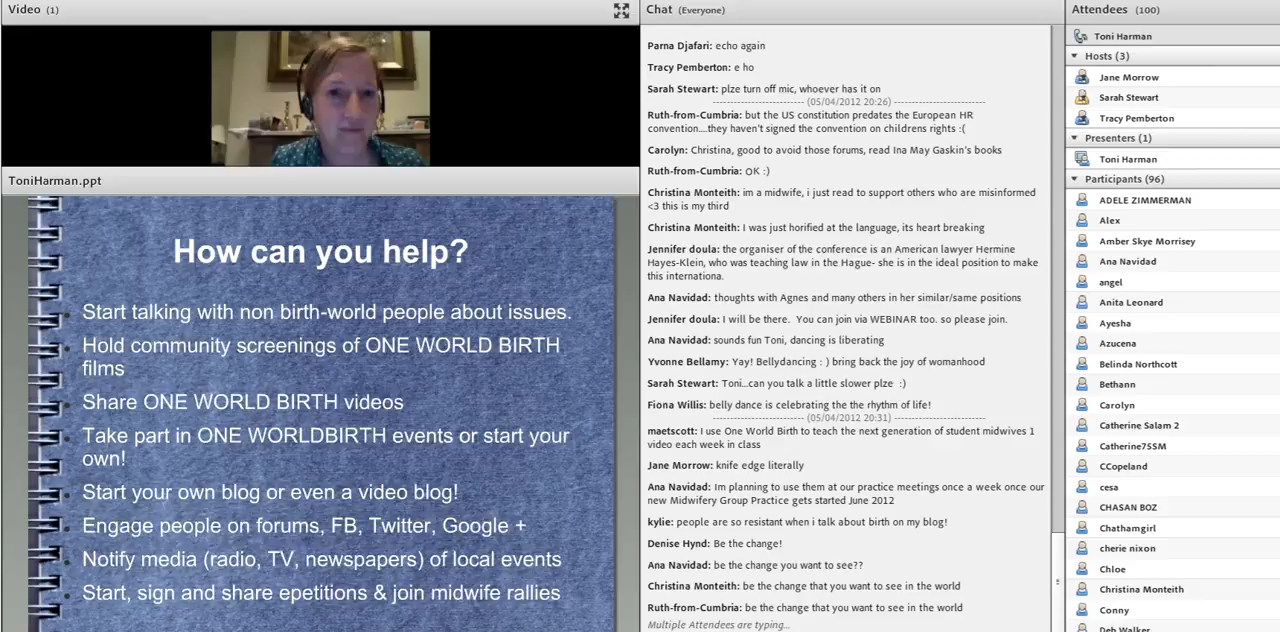 Video (1)
ToniHarman.ppt
How can you help?
Start talking with non birth-world people about issues.
Hold community screenings of ONE WORLD BIRTH
films
Share ONE WORLD BIRTH videos
Take part in ONE WORLDBIRTH events or start your
own!
Start your own blog or even a video blog!
Engage people on forums, FB, Twitter, Google +
Notify media (radio, TV, newspapers) of local events
Start, sign and share epetitions & join midwife rallies
Chat (Everyone)
Parna Djafari: echo again
Tracy Pemberton: e ho
Sarah Stewart: plze turn off mic, whoever has it on
(05/04/2012 20:26)
Ruth-from-Cumbria: but the US constitution predates the European HR
convention....they haven't signed the convention on childrens rights :(
Carolyn: Christina, good to avoid those forums, read Ina May Gaskin's books
Ruth-from-Cumbria: OK :)
Christina Monteith: im a midwife, i just read to support others who are misinformed
<3 this is my third
Christina Monteith: I was just horified at the language, its heart breaking
Jennifer doula: the organiser of the conference is an American lawyer Hermine
Hayes-Klein, who was teaching law in the Hague- she is in the ideal position to make
this internationa.
Ana Navidad: thoughts with Agnes and many others in her similar/same positions
Jennifer doula: I will be there. You can join via WEBINAR too. so please join.
Ana Navidad: sounds fun Toni, dancing is liberating
Yvonne Bellamy: Yay! Bellydancing : ) bring back the joy of womanhood
Sarah Stewart: Toni...can you talk a little slower plze :)
Fiona Willis: belly dance is celebrating the the rhythm of life!
(05/04/2012 20:31)
maetscott: I use One World Birth to teach the next generation of student midwives 1
video each week in class
Jane Morrow: knife edge literally
Ana Navidad: Im planning to use them at our practice meetings once a week once our
new Midwifery Group Practice gets started June 2012
kylie: people are so resistant when i talk about birth on my blog!
Denise Hynd: Be the change!
Ana Navidad: be the change you want to see??
Christina Monteith: be the change that you want to see in the world
Ruth-from-Cumbria: be the change that you want to see in the world
Multiple Attendees are typing...
Attendees (100)
Toni Harman
Hosts (3)
Jane Morrow
Sarah Stewart
Tracy Pemberton
Presenters (1)
Toni Harman
Participants (96)
ADELE ZIMMERMAN
Alex
Amber Skye Morrisey
Ana Navidad
angel
Anita Leonard
Ayesha
Azucena
Belinda Northcott
Bethann
Carolyn
Catherine Salam 2
Catherine75SM
CCopeland
cesa
CHASAN BOZ
Chathamgirl
cherie nixon
Chloe
Christina Monteith
Conny
Deb Walker